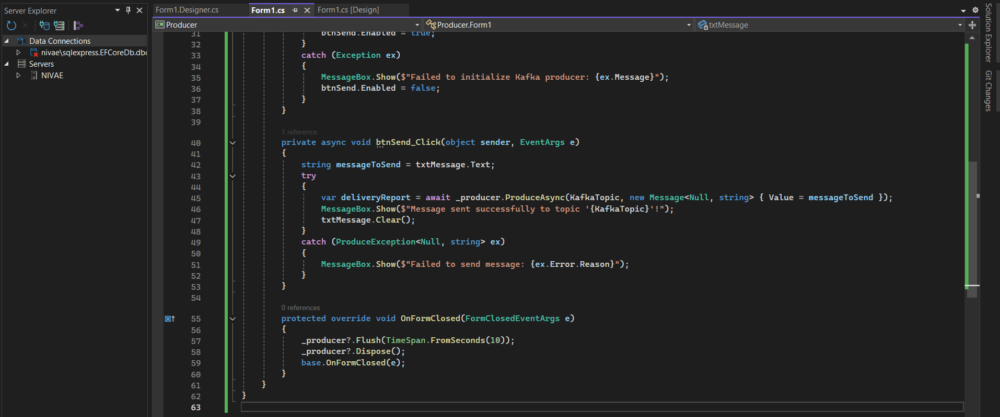 Server Explorer
Data Connections
nivae\sqlexpress.EFCoreDb.dbo
Servers
NIVAE
Form1.Designer.cs
Form1.cs
Form1.cs [Design]
C# Producer
Producer.Form1
txtMessage
31 btnSend.Enabled = true;
32 }
33 catch (Exception ex)
34 {
35 MessageBox.Show($"Failed to initialize Kafka producer: {ex.Message}");
36 btnSend.Enabled = false;
37 }
38 }
39
1 reference
40 private async void btnSend_Click(object sender, EventArgs e)
41 {
42 string messageToSend = txtMessage.Text;
43 try
44 {
45 var deliveryReport = await _producer.ProduceAsync(KafkaTopic, new Message<Null, string> { Value = messageToSend });
46 MessageBox.Show($"Message sent successfully to topic '{KafkaTopic}'!");
47 txtMessage.Clear();
48 }
49 catch (ProduceException<Null, string> ex)
50 {
51 MessageBox.Show($"Failed to send message: {ex.Error.Reason}");
52 }
53 }
54
0 references
55 protected override void OnFormClosed(FormClosedEventArgs e)
56 {
57 _producer?.Flush(TimeSpan.FromSeconds(10));
58 _producer?.Dispose();
59 base.OnFormClosed(e);
60 }
61 }
62 }
63
Solution Explorer
Git Changes